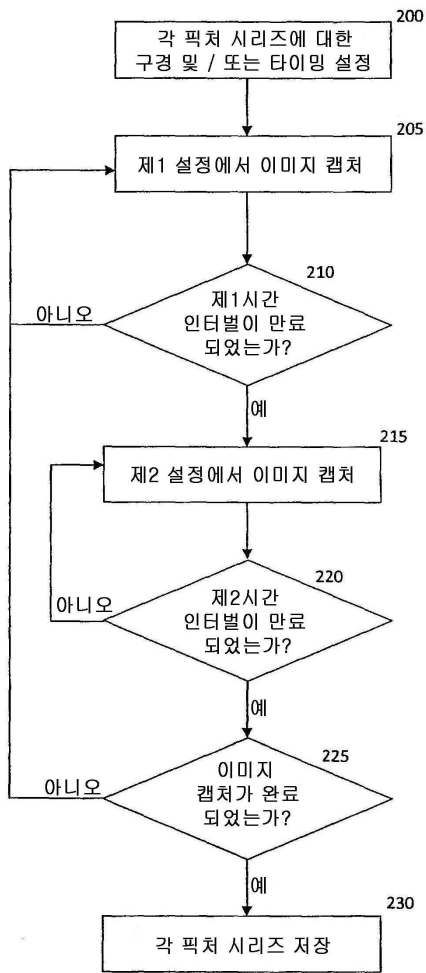 200
각 픽처 시리즈에 대한
구경 및 / 또는 타이밍 설정
205
제1 설정에서 이미지 캡처
210
제1시간
인터벌이 만료
되었는가?
아니오
예
215
제2 설정에서 이미지 캡처
220
제2시간
인터벌이 만료
되었는가?
아니오
예
225
이미지
캡처가 완료
되었는가?
아니오
예
230
각 픽처 시리즈 저장